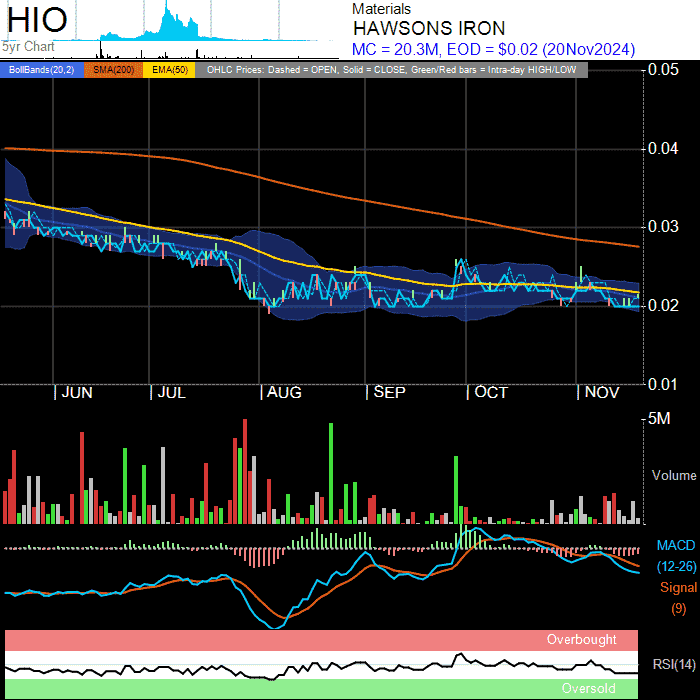 HIO
5yr Chart
Materials
HAWSONS IRON
MC = 20.3M, EOD = $0.02 (20Nov2024)
BollBands(20,2) SMA(200) EMA(50) OHLC Prices: Dashed = OPEN, Solid = CLOSE, Green/Red bars = Intra-day HIGH/LOW
0.05
0.04
0.03
0.02
0.01
JUN JUL AUG SEP OCT NOV
5M
Volume
MACD
(12-26)
Signal
(9)
Overbought
RSI(14)
Oversold